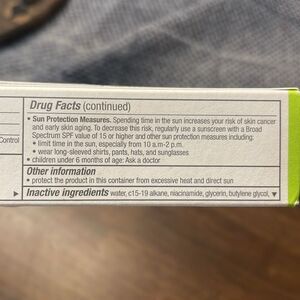 Drug Facts (continued)
• Sun Protection Measures. Spending time in the sun increases your risk of skin cancer
and early skin aging. To decrease this risk, regularly use a sunscreen with a Broad
Spectrum SPF value of 15 or higher and other sun protection measures including:
Control
• limit time in the sun, especially from 10 a.m-2 p.m.
• wear long-sleeved shirts, pants, hats, and sunglasses
• children under 6 months of age: Ask a doctor
Other information
• protect the product in this container from excessive heat and direct sun
Inactive ingredients water, c15-19 alkane, niacinamide, glycerin, butylene glycol,